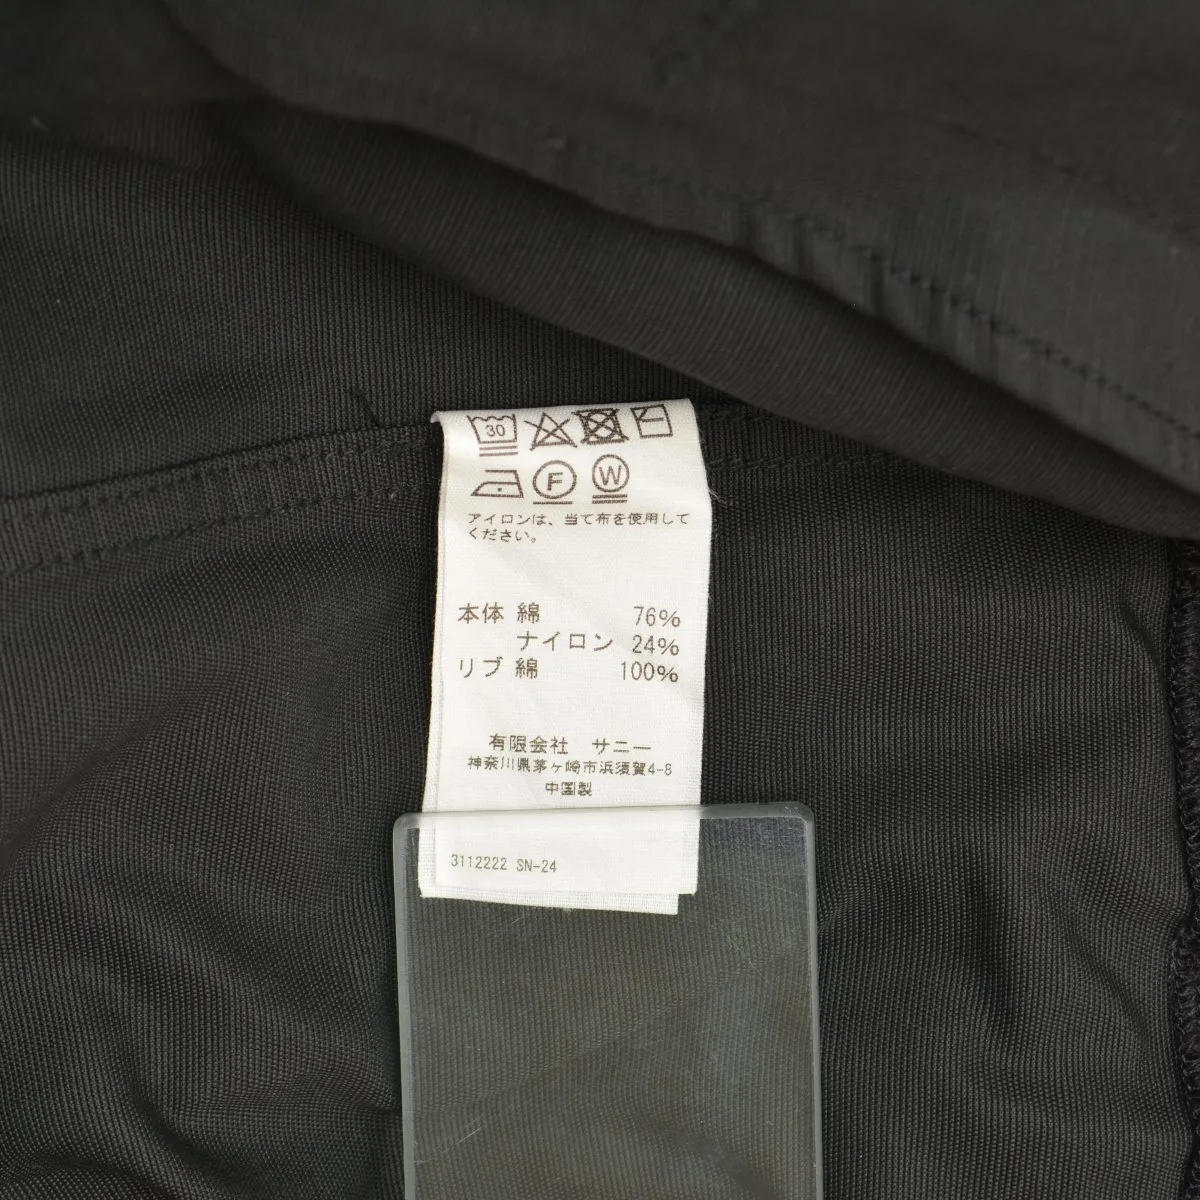 30
F W
アイロンは、当て布を使用して
ください。
本体 綿 76%
ナイロン 24%
リブ 綿 100%
有限会社 サニー
神奈川県茅ヶ崎市浜須賀4-8
中国製
3112222 SN-24